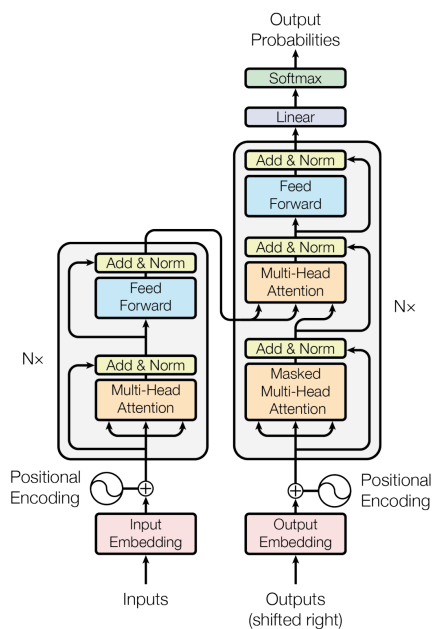 Output
Probabilities
Softmax
Linear
Add & Norm
Feed
Forward
Add & Norm
Multi-Head
Attention
Add & Norm
Masked
Multi-Head
Attention
N×
Add & Norm
Feed
Forward
N×
Add & Norm
Multi-Head
Attention
Positional
Encoding
Positional
Encoding
Input
Embedding
Output
Embedding
Inputs
Outputs
(shifted right)